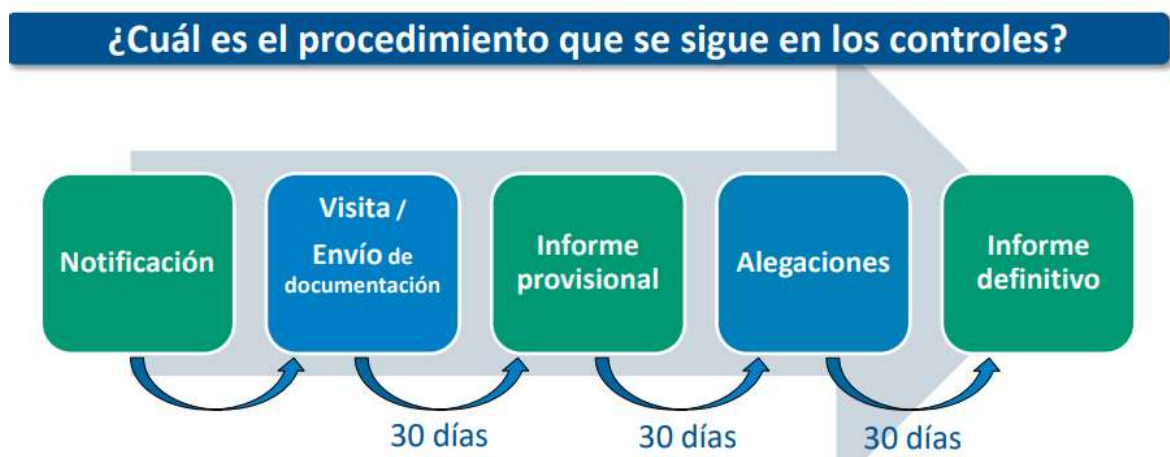 ¿Cuál es el procedimiento que se sigue en los controles?
Notificación
Visita /
Envío de
documentación
Informe
provisional
Alegaciones
Informe
definitivo
30 días
30 días
30 días